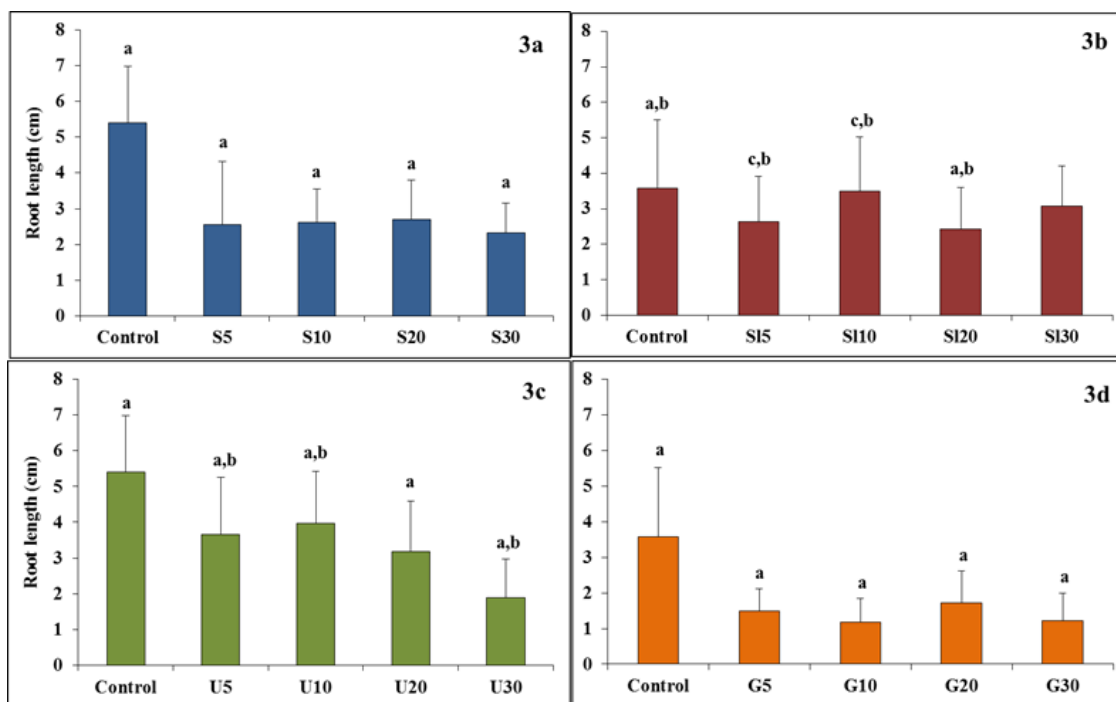 3a
Root length (cm)
8
7
6
5
4
3
2
1
0
a
a
a
a
a
Control S5 S10 S20 S30
3b
8
7
6
5
4
3
2
1
0
a,b
c,b
c,b
a,b
Control Sl5 Sl10 Sl20 Sl30
3c
Root length (cm)
8
7
6
5
4
3
2
1
0
a
a,b
a,b
a
a,b
Control U5 U10 U20 U30
3d
8
7
6
5
4
3
2
1
0
a
a
a
a
a
Control G5 G10 G20 G30